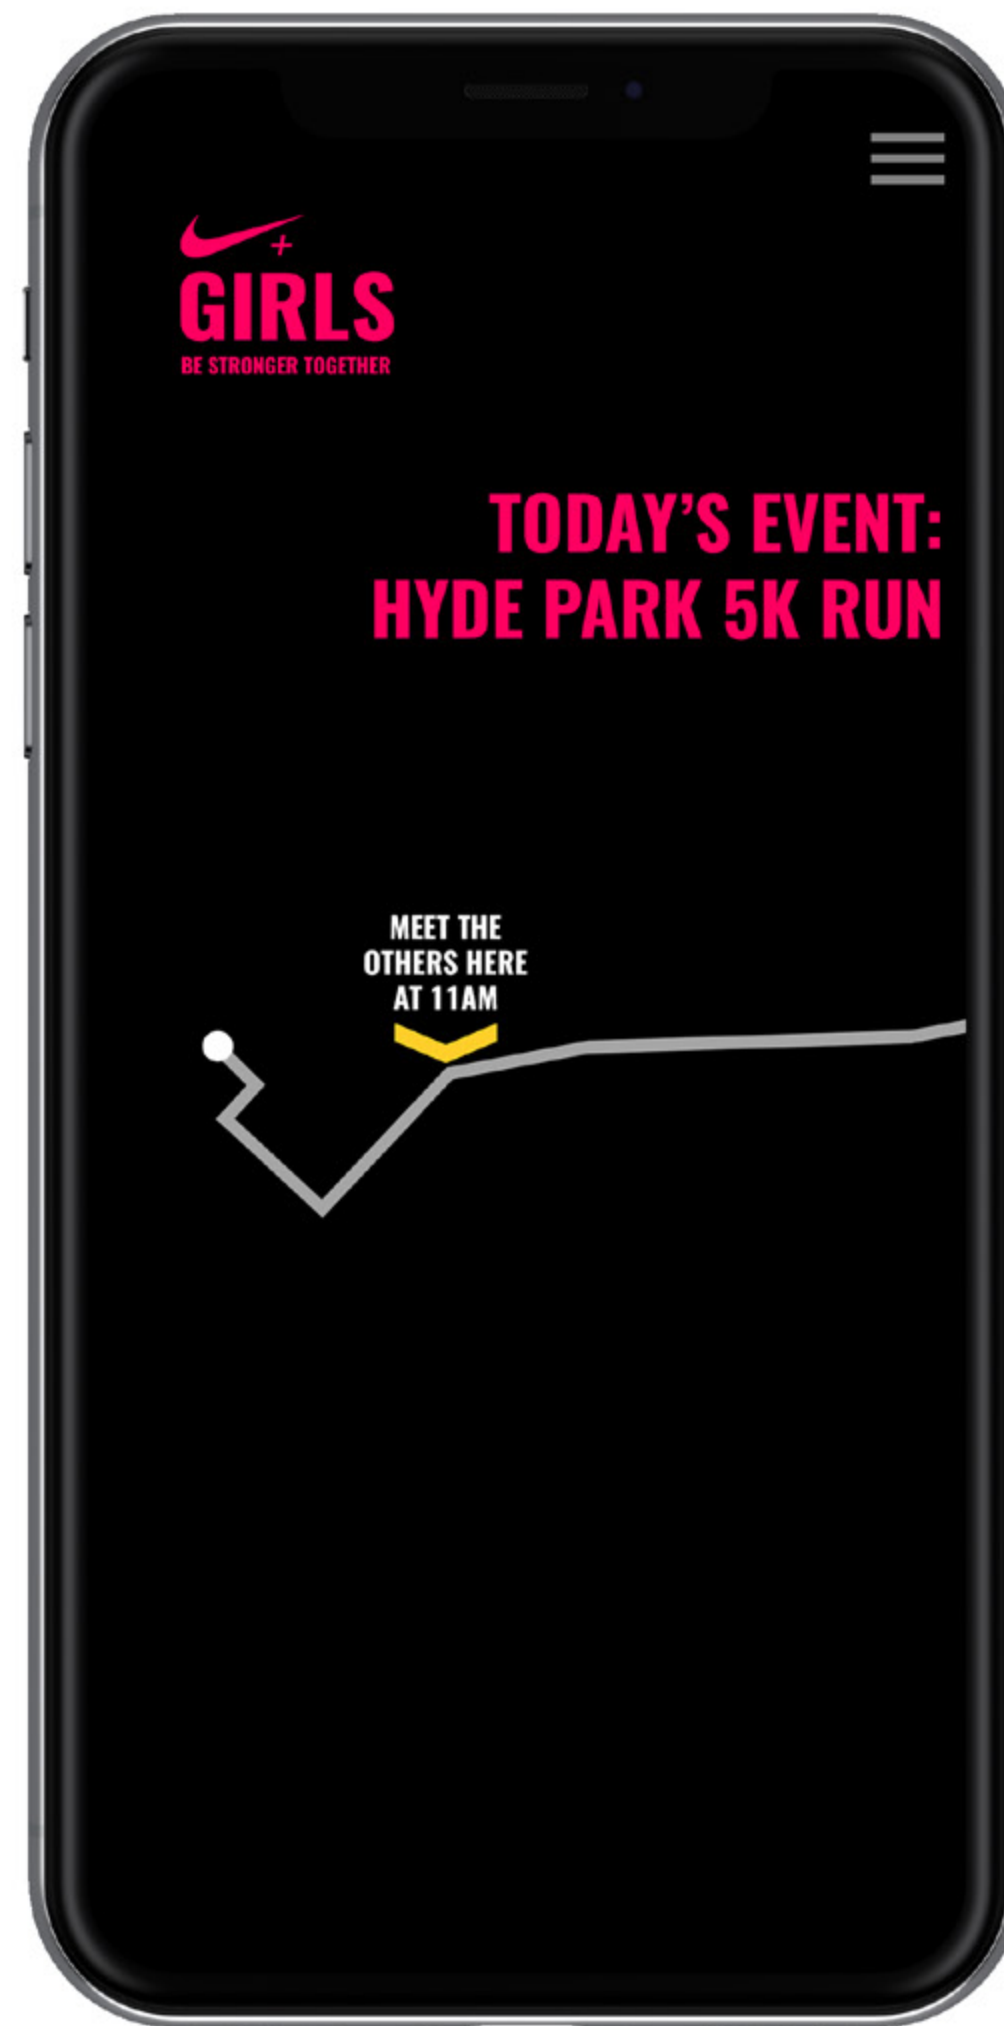 +
GIRLS
BE STRONGER TOGETHER
TODAY’S EVENT:
HYDE PARK 5K RUN
MEET THE
OTHERS HERE
AT 11AM